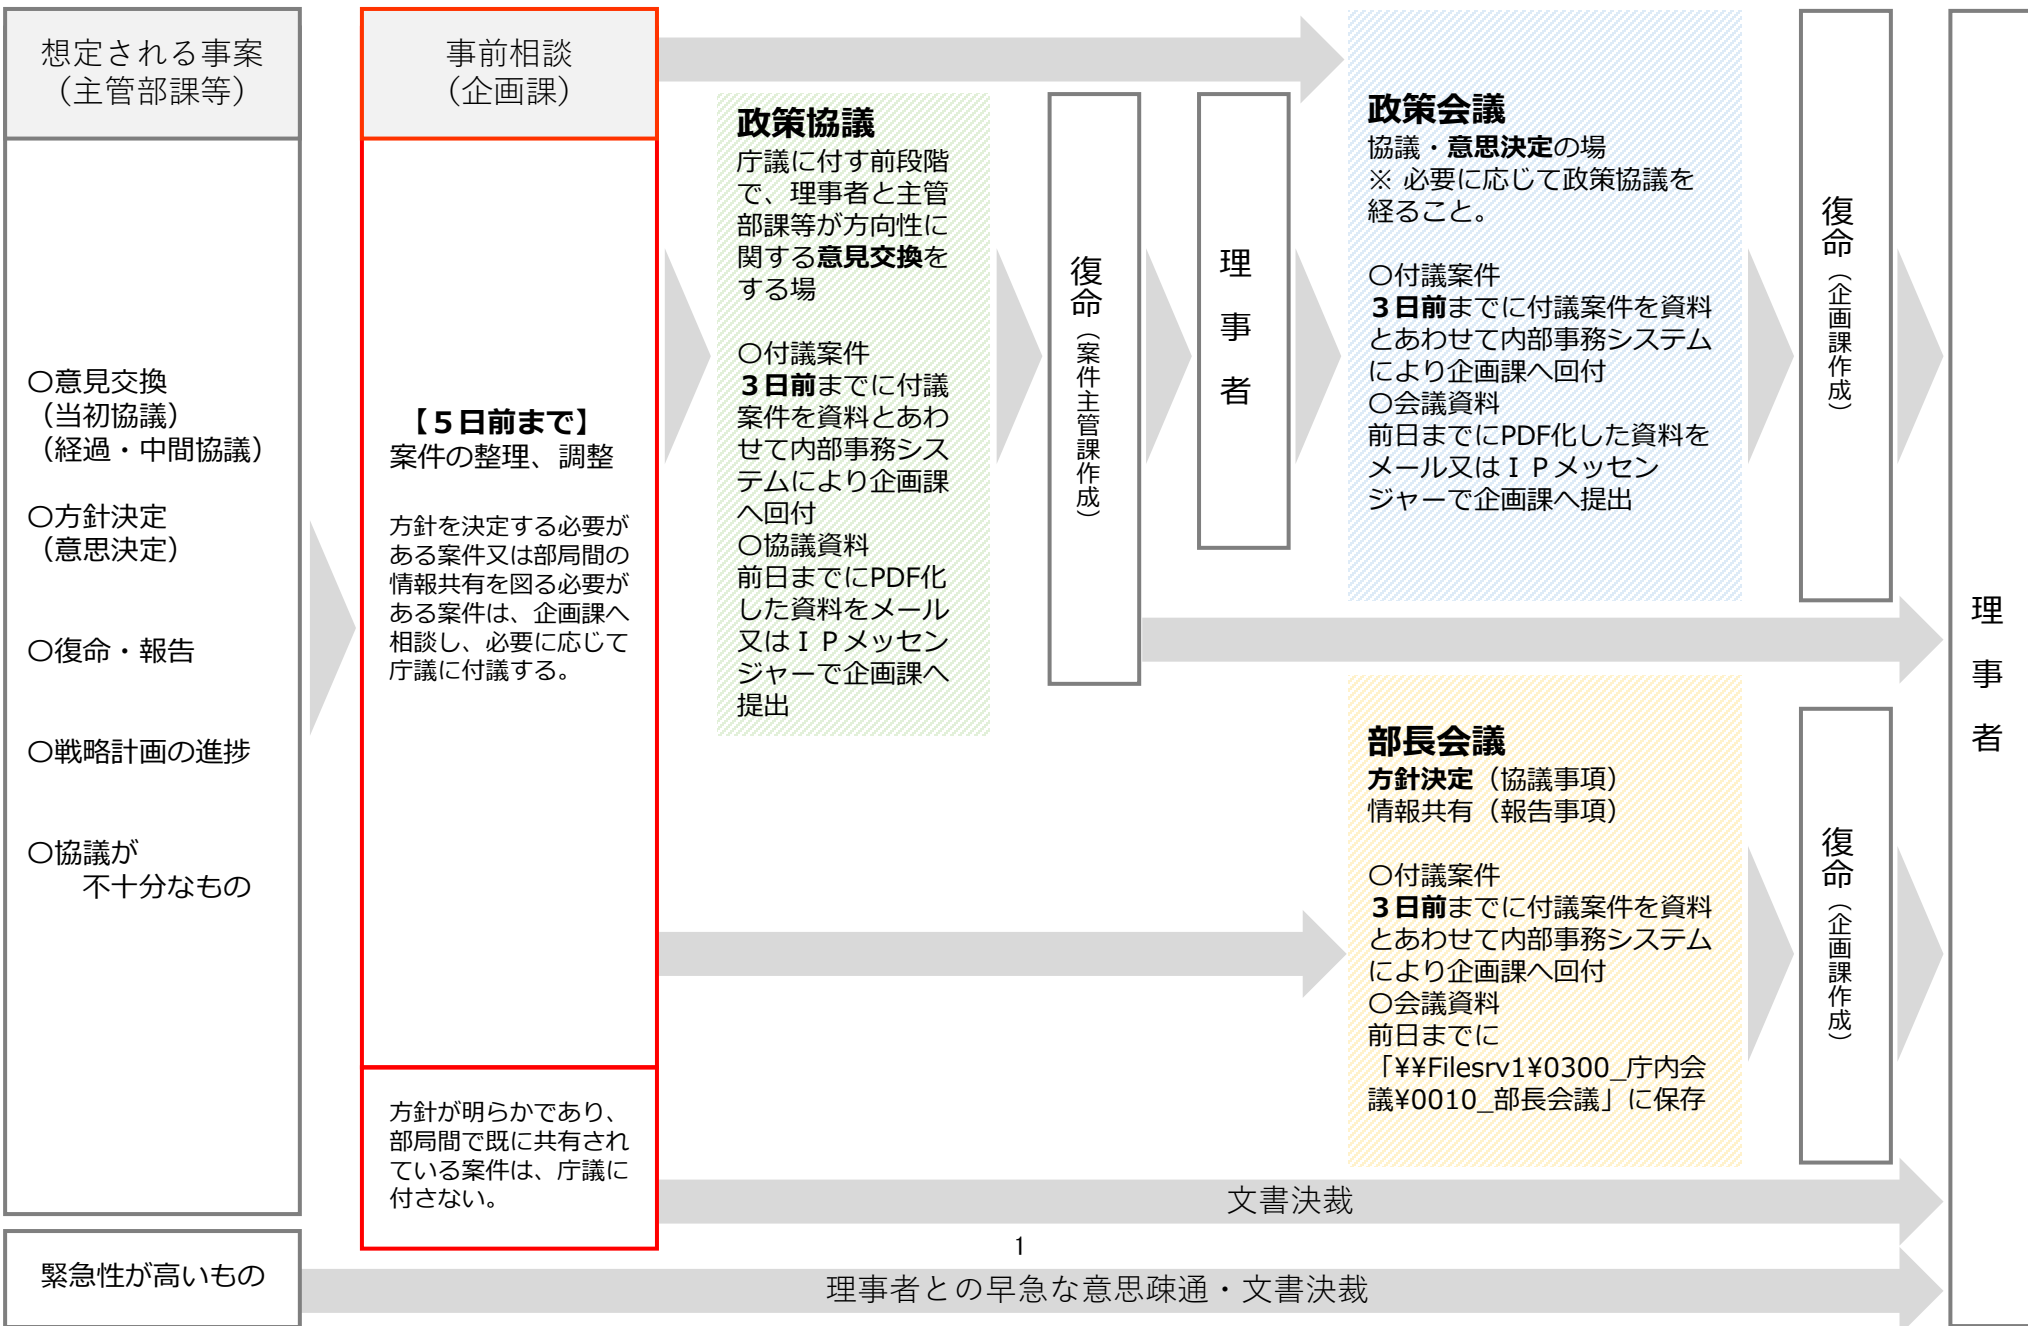 想定される事案
（主管部課等）
〇意見交換
（当初協議）
（経過・中間協議）
〇方針決定
（意思決定）
〇復命・報告
〇戦略計画の進捗
〇協議が
不十分なもの
緊急性が高いもの
事前相談
（企画課）
【５日前まで】
案件の整理、調整
方針を決定する必要が
ある案件又は部局間の
情報共有を図る必要が
ある案件は、企画課へ
相談し、必要に応じて
庁議に付議する。
方針が明らかであり、
部局間で既に共有され
ている案件は、庁議に
付さない。
政策協議
庁議に付す前段階
で、理事者と主管
部課等が方向性に
関する意見交換を
する場
〇付議案件
３日前までに付議
案件を資料とあわ
せて内部事務シス
テムにより企画課
へ回付
〇協議資料
前日までにPDF化
した資料をメール
又はＩＰメッセン
ジャーで企画課へ
提出
復命（案件主管課作成）
理事者
政策会議
協議・意思決定の場
※ 必要に応じて政策協議を
経ること。
〇付議案件
３日前までに付議案件を資料
とあわせて内部事務システム
により企画課へ回付
〇会議資料
前日までにPDF化した資料を
メール又はＩＰメッセン
ジャーで企画課へ提出
復命（企画課作成）
部長会議
方針決定（協議事項）
情報共有（報告事項）
〇付議案件
３日前までに付議案件を資料
とあわせて内部事務システム
により企画課へ回付
〇会議資料
前日までに
「¥¥Filesrv1¥0300_庁内会
議¥0010_部長会議」に保存
復命（企画課作成）
理事者
文書決裁
1
理事者との早急な意思疎通・文書決裁